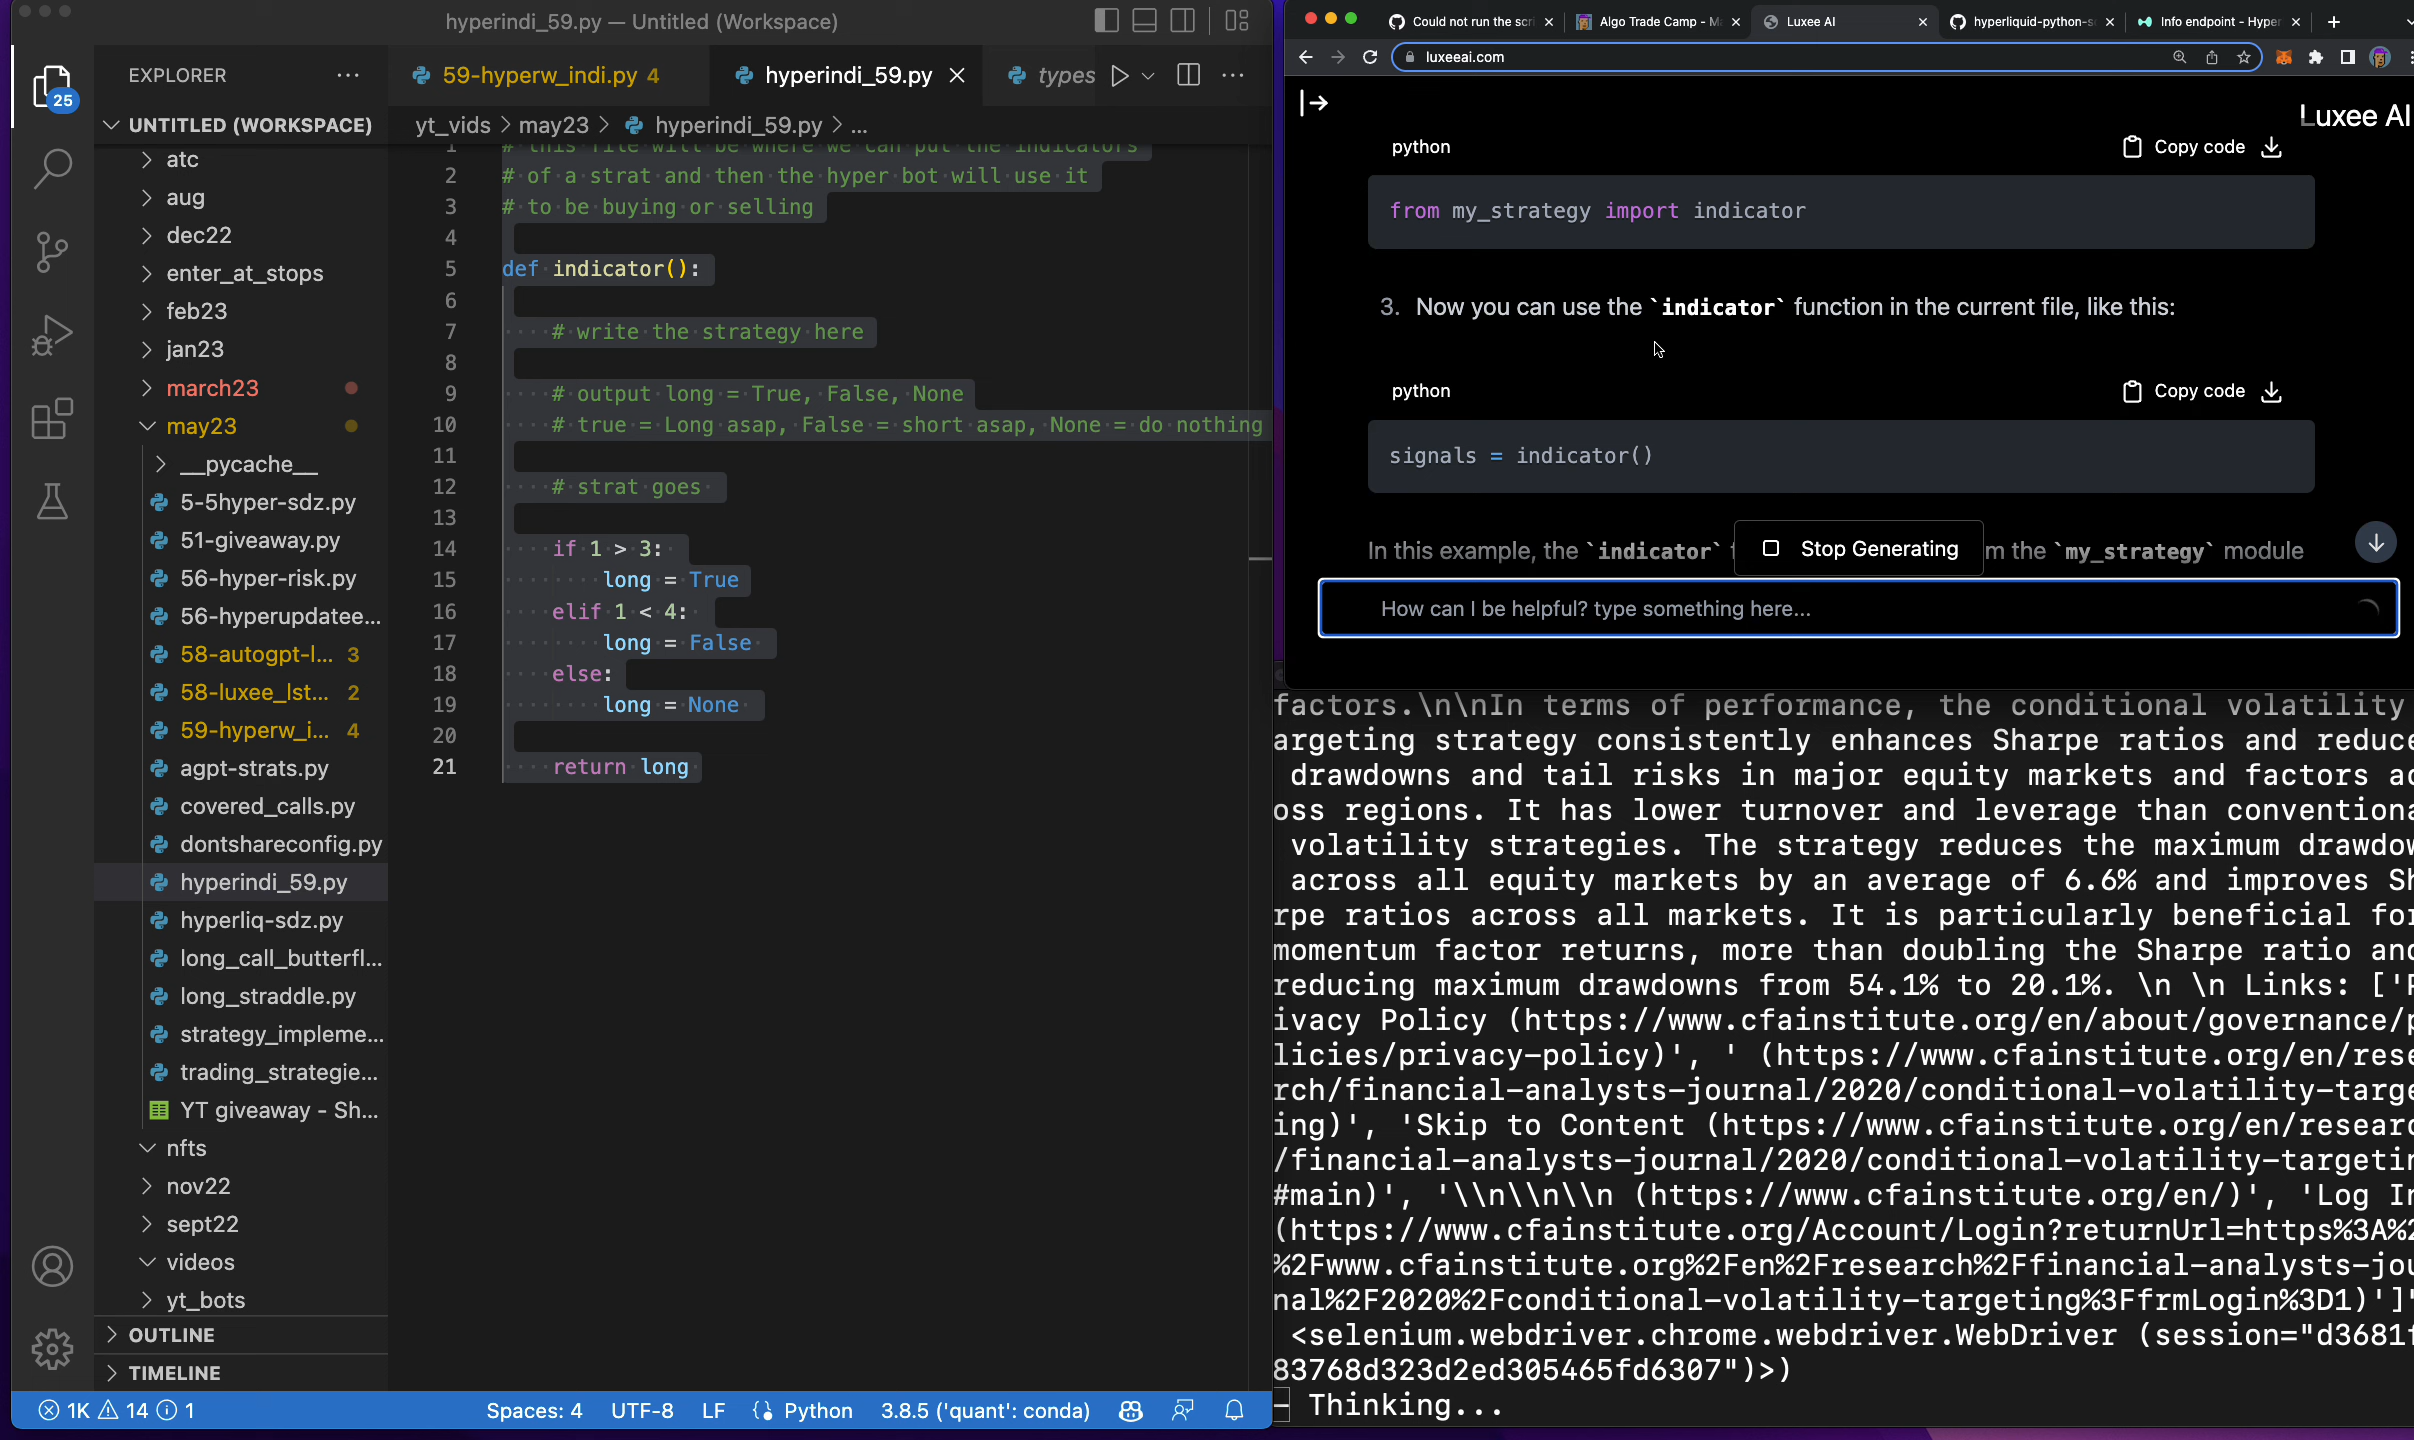 hyperindi_59.py — Untitled (Workspace)
EXPLORER
UNTITLED (WORKSPACE)
25
atc
aug
dec22
enter_at_stops
feb23
jan23
march23
may23
__pycache__
5-5hyper-sdz.py
51-giveaway.py
56-hyper-risk.py
56-hyperupdatee...
58-autogpt-l... 3
58-luxee_lst... 2
59-hyperw_i... 4
agpt-strats.py
covered_calls.py
dontshareconfig.py
hyperindi_59.py
hyperliq-sdz.py
long_call_butterfl...
long_straddle.py
strategy_impleme...
trading_strategie...
YT giveaway - Sh...
nfts
nov22
sept22
videos
yt_bots
OUTLINE
TIMELINE
59-hyperw_indi.py 4
hyperindi_59.py
types
yt_vids > may23 > hyperindi_59.py > ...
1 # this file will be where we can put the indicators
2 # of a strat and then the hyper bot will use it
3 # to be buying or selling
4
5 def indicator():
6
7 # write the strategy here
8
9 # output long = True, False, None
10 # true = Long asap, False = short asap, None = do nothing
11
12 # strat goes
13
14 if 1 > 3:
15 long = True
16 elif 1 < 4:
17 long = False
18 else:
19 long = None
20
21 return long
1K 14 1
Spaces: 4 UTF-8 LF Python 3.8.5 ('quant': conda)
Could not run the scri
Algo Trade Camp - M
Luxee AI
hyperliquid-python-s
Info endpoint - Hyper
luxeeai.com
Luxee AI
python
Copy code
from my_strategy import indicator
3. Now you can use the `indicator` function in the current file, like this:
python
Copy code
signals = indicator()
In this example, the `indicator`
Stop Generating
m the `my_strategy` module
How can I be helpful? type something here...
factors.\n\nIn terms of performance, the conditional volatility
argeting strategy consistently enhances Sharpe ratios and reduce
drawdowns and tail risks in major equity markets and factors ac
oss regions. It has lower turnover and leverage than conventiona
volatility strategies. The strategy reduces the maximum drawdow
across all equity markets by an average of 6.6% and improves Sh
rpe ratios across all markets. It is particularly beneficial for
momentum factor returns, more than doubling the Sharpe ratio and
reducing maximum drawdowns from 54.1% to 20.1%. \n \n Links: ['P
ivacy Policy (https://www.cfainstitute.org/en/about/governance/p
licies/privacy-policy)', ' (https://www.cfainstitute.org/en/rese
rch/financial-analysts-journal/2020/conditional-volatility-targe
ing)', 'Skip to Content (https://www.cfainstitute.org/en/researc
/financial-analysts-journal/2020/conditional-volatility-targetin
#main)', '\\n\\n\\n (https://www.cfainstitute.org/en/)', 'Log In
(https://www.cfainstitute.org/Account/Login?returnUrl=https%3A%2
%2Fwww.cfainstitute.org%2Fen%2Fresearch%2Ffinancial-analysts-jou
nal%2F2020%2Fconditional-volatility-targeting%3FfrmLogin%3D1)']"
<selenium.webdriver.chrome.webdriver.WebDriver (session="d3681f
83768d323d2ed305465fd6307")>)
- Thinking...